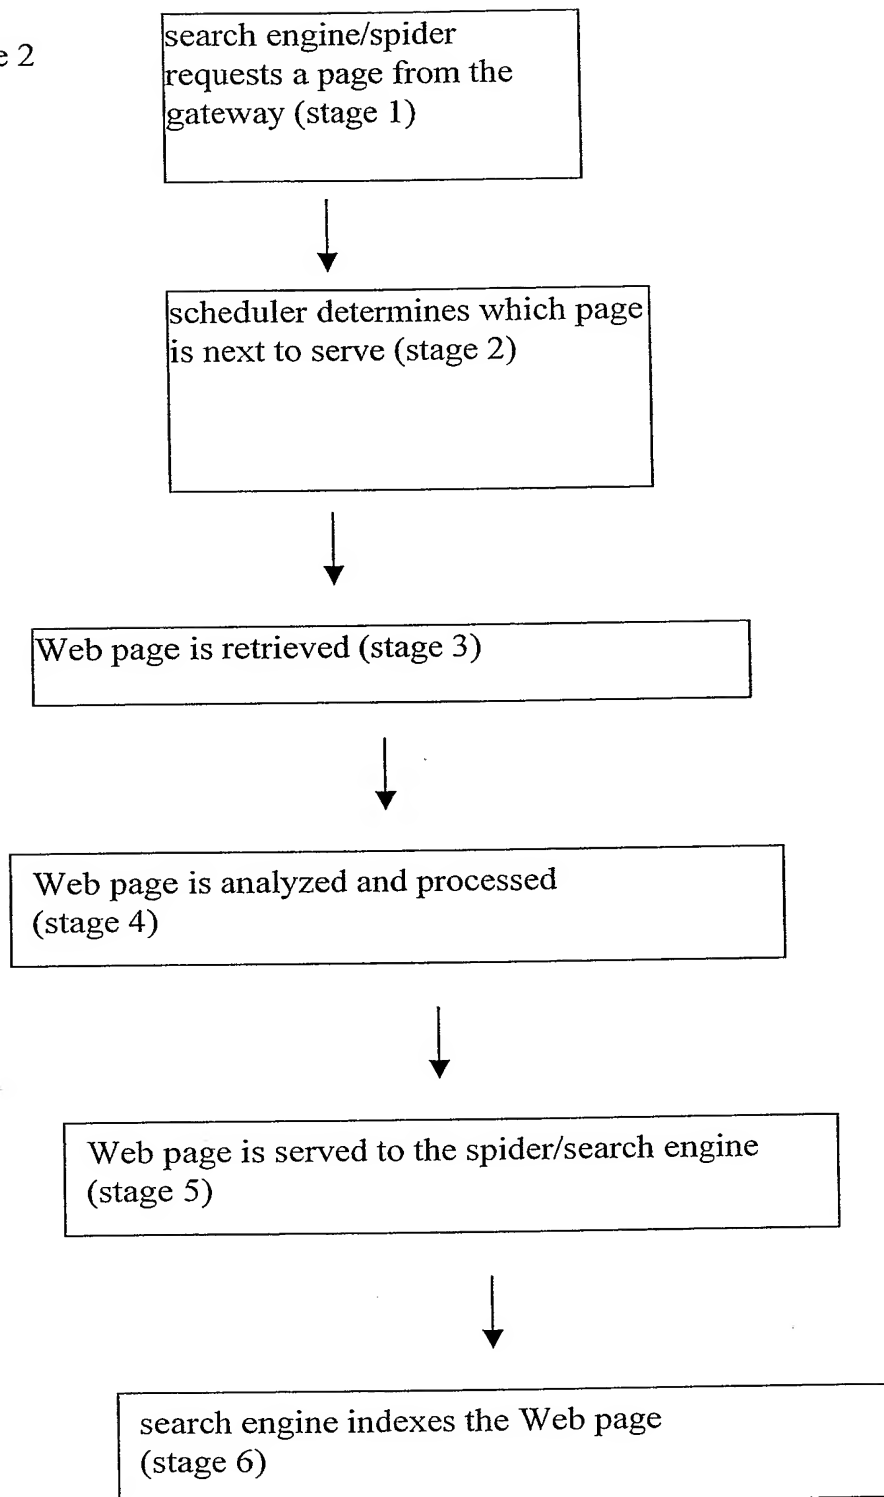 e 2
search engine/spider
requests a page from the
gateway (stage 1)
scheduler determines which page
is next to serve (stage 2)
Web page is retrieved (stage 3)
Web page is analyzed and processed
(stage 4)
Web page is served to the spider/search engine
(stage 5)
search engine indexes the Web page
(stage 6)